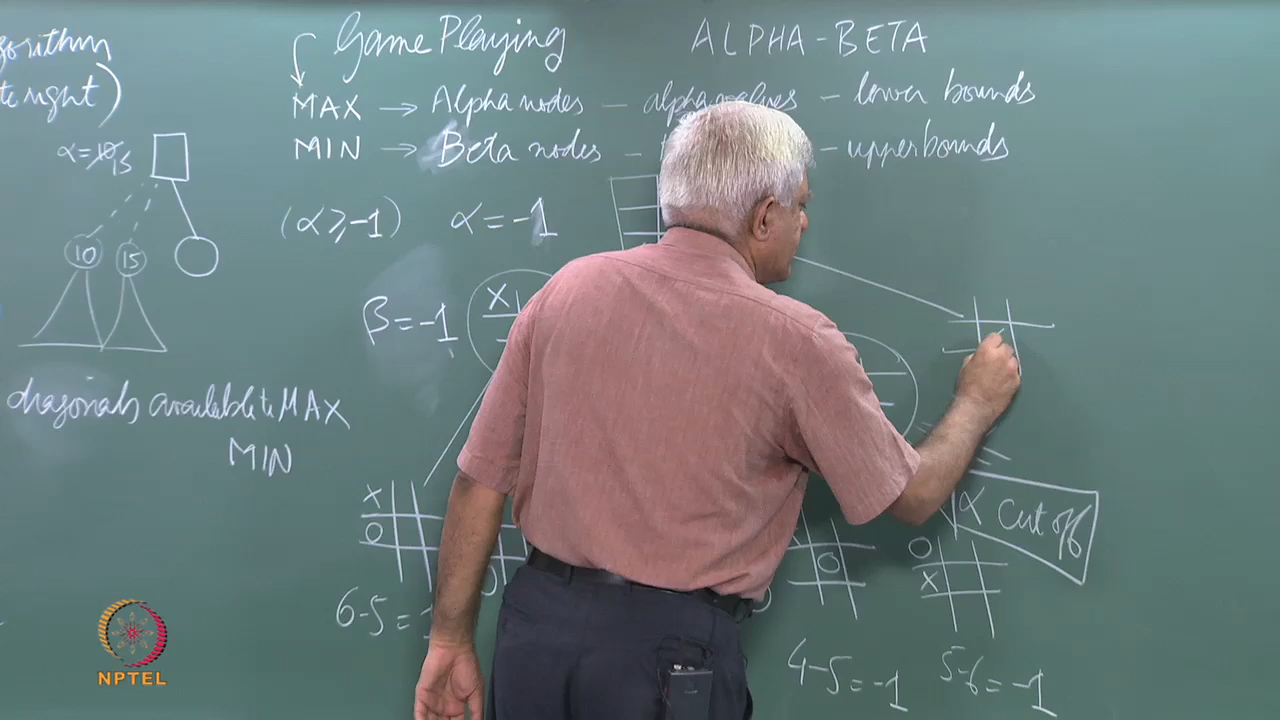 gorithm
te right)
Game Playing
ALPHA-BETA
MAX → Alpha nodes - alpha values - lower bounds
MIN → Beta nodes - - upper bounds
α=10 15
(α ≥ -1) α = -1
10 15
β = -1
X
diagonals available to MAX
MIN
X
O
O
O
O
X
α Cut off
6-5 =
4-5 = -1
5-6 = -1
NPTEL